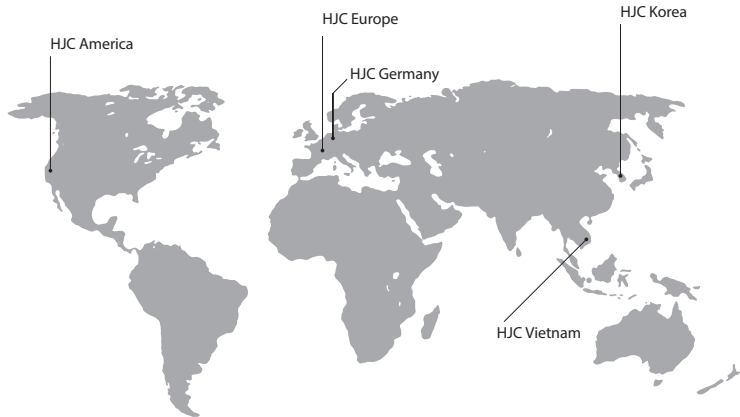 HJC Korea
HJC Europe
HJC America
HJC Germany
HJC Vietnam